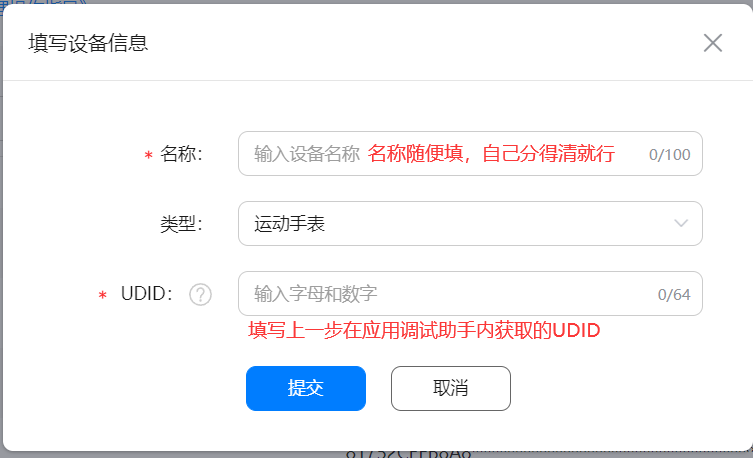 填写设备信息
* 名称： 输入设备名称 名称随便填，自己分得清就行 0/100
类型： 运动手表
* UDID： ? 输入字母和数字 0/64
填写上一步在应用调试助手内获取的UDID
提交 取消